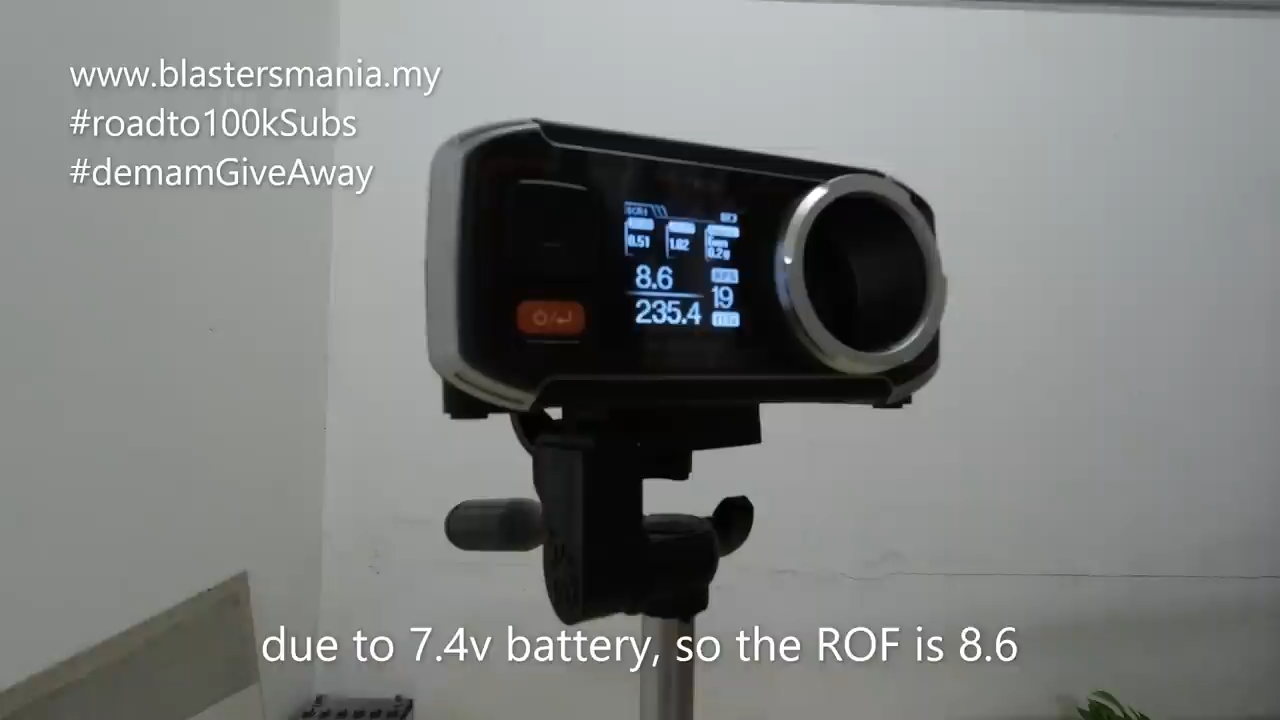 www.blastersmania.my
#roadto100kSubs
#demamGiveAway
0.51
1.02
6mm
0.2g
8.6
19
235.4
due to 7.4v battery, so the ROF is 8.6